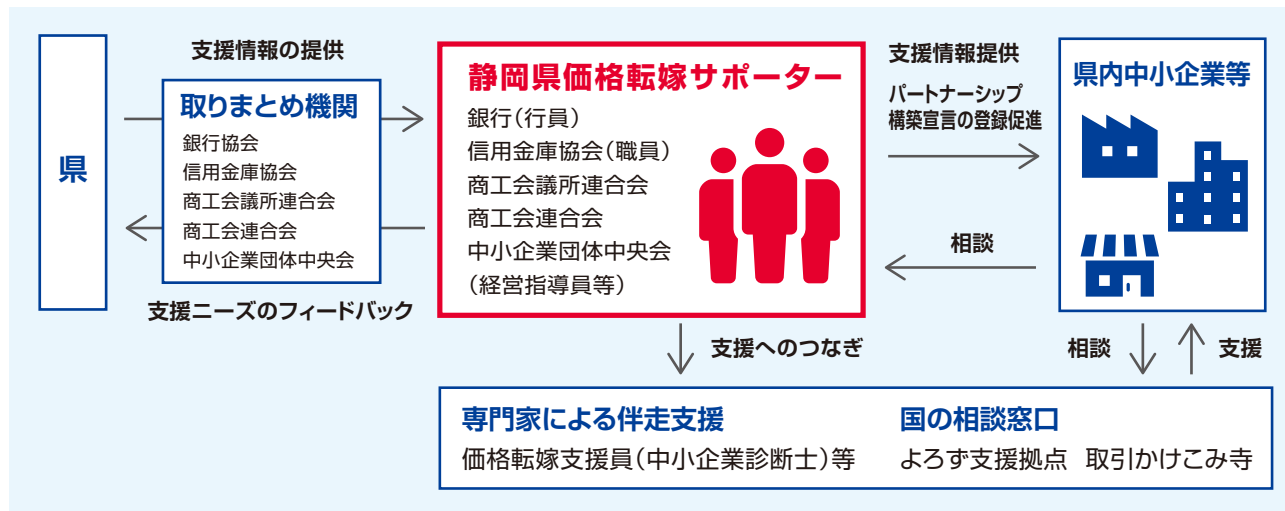 県
支援情報の提供
取りまとめ機関
銀行協会
信用金庫協会
商工会議所連合会
商工会連合会
中小企業団体中央会
支援ニーズのフィードバック
静岡県価格転嫁サポーター
銀行(行員)
信用金庫協会(職員)
商工会議所連合会
商工会連合会
中小企業団体中央会
(経営指導員等)
支援情報提供
パートナーシップ
構築宣言の登録促進
相談
県内中小企業等
支援へのつなぎ
相談
支援
専門家による伴走支援
価格転嫁支援員(中小企業診断士)等
国の相談窓口
よろず支援拠点 取引かけこみ寺